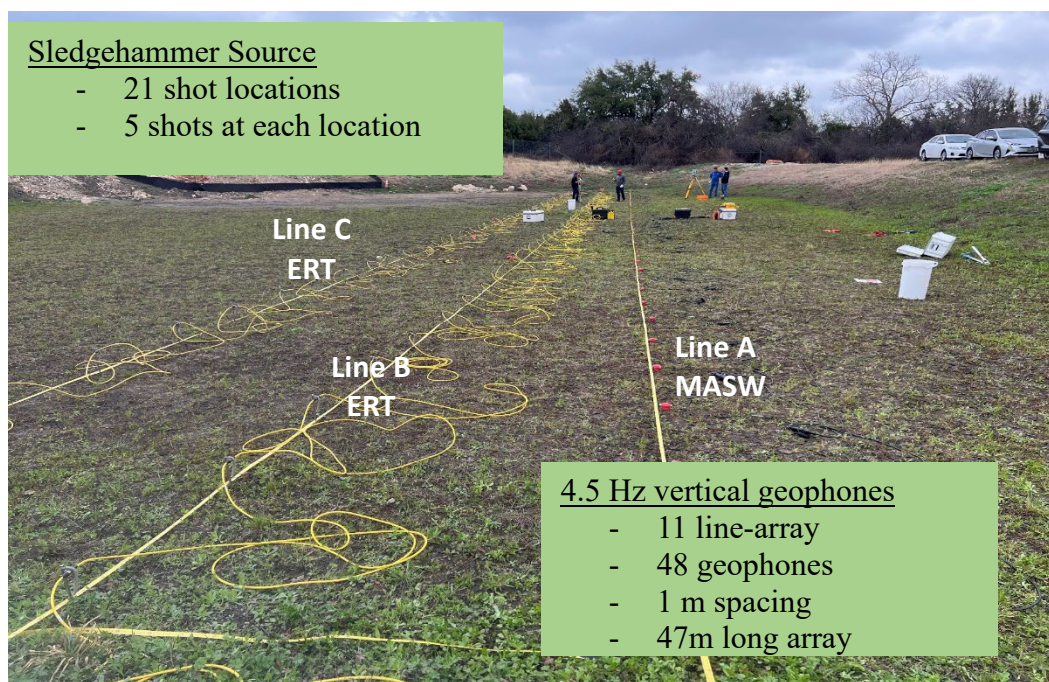 Sledgehammer Source
- 21 shot locations
- 5 shots at each location
Line C
ERT
Line B
ERT
Line A
MASW
4.5 Hz vertical geophones
- 11 line-array
- 48 geophones
- 1 m spacing
- 47m long array